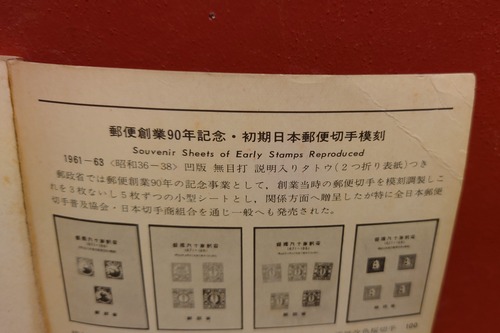 郵便創業90年記念・初期日本郵便切手模刻
Souvenir Sheets of Early Stamps Reproduced
1961—63〈昭和36—38〉凹版 無目打 説明入りタトウ(2つ折り表紙)つき
郵政省では郵便創業90年の記念事業として，創業当時の郵便切手を模刻調製しこ
れを3枚ないし5枚ずつの小型シートとし，関係方面へ贈呈したが特に全日本郵便
切手普及協会・日本切手商組合を通じ一般へも発売された。